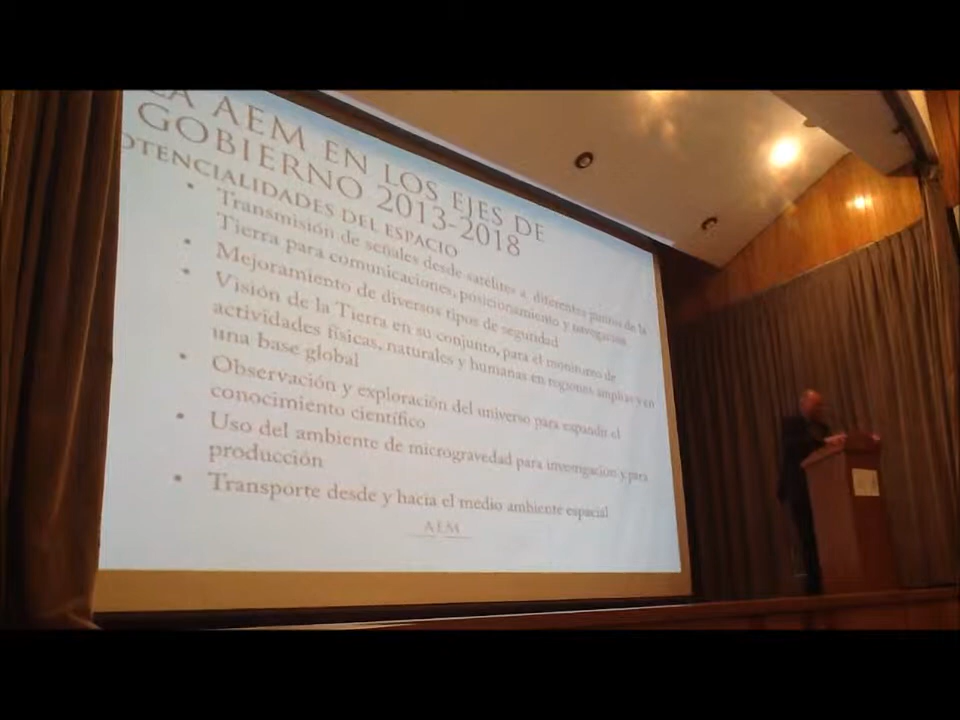 LA AEM EN LOS EJES DE
GOBIERNO 2013-2018
OTENCIALIDADES DEL ESPACIO
• Transmisión de señales desde satélites a diferentes puntos de la
Tierra para comunicaciones, posicionamiento y navegación
• Mejoramiento de diversos tipos de seguridad
• Visión de la Tierra en su conjunto, para el monitoreo de
actividades físicas, naturales y humanas en regiones amplias y en
una base global
• Observación y exploración del universo para expandir el
conocimiento científico
• Uso del ambiente de microgravedad para investigación y para
producción
• Transporte desde y hacia el medio ambiente espacial
AEM